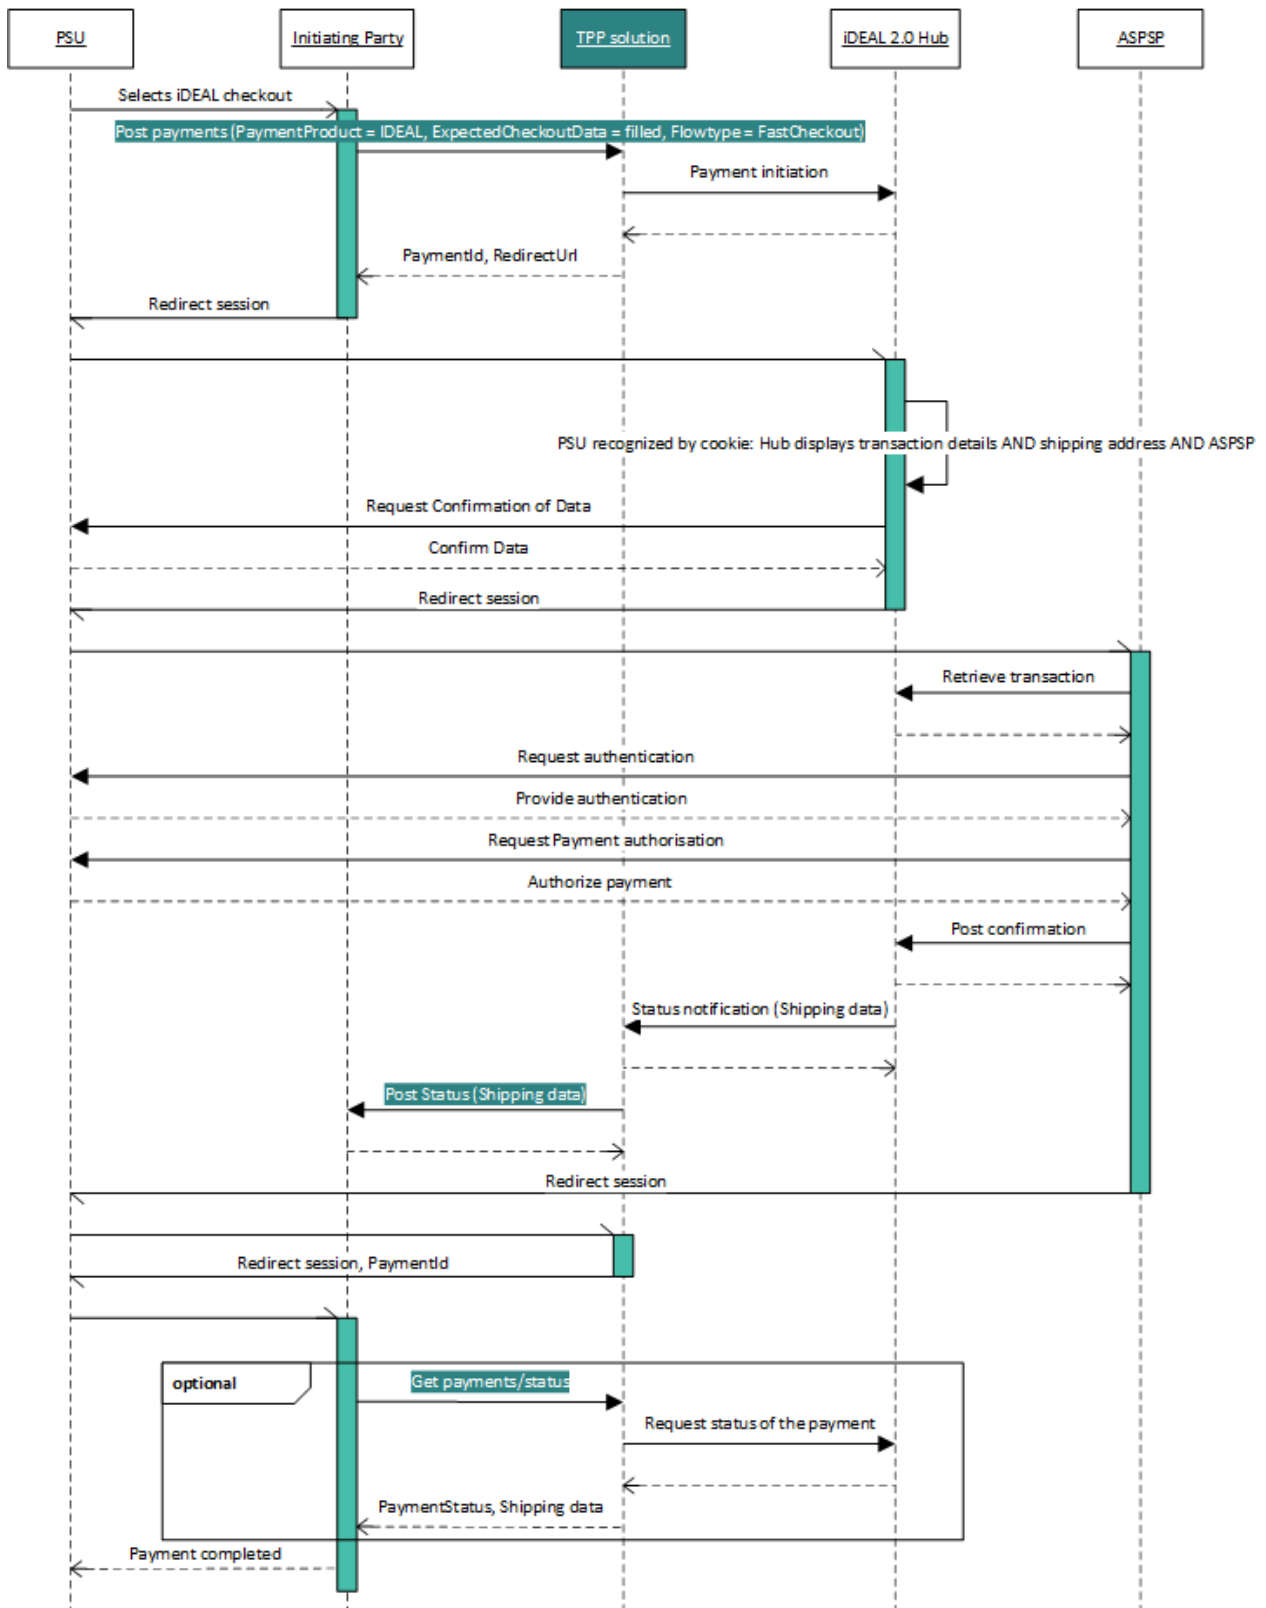 PSU
Initiating Party
TPP solution
iDEAL 2.0 Hub
ASPSP
Selects iDEAL checkout
Post payments (PaymentProduct = IDEAL, ExpectedCheckoutData = filled, Flowtype = FastCheckout)
Payment initiation
PaymentId, RedirectUrl
Redirect session
PSU recognized by cookie: Hub displays transaction details AND shipping address AND ASPSP
Request Confirmation of Data
Confirm Data
Redirect session
Retrieve transaction
Request authentication
Provide authentication
Request Payment authorisation
Authorize payment
Post confirmation
Status notification (Shipping data)
Post Status (Shipping data)
Redirect session
Redirect session, PaymentId
optional
Get payments/status
Request status of the payment
PaymentStatus, Shipping data
Payment completed